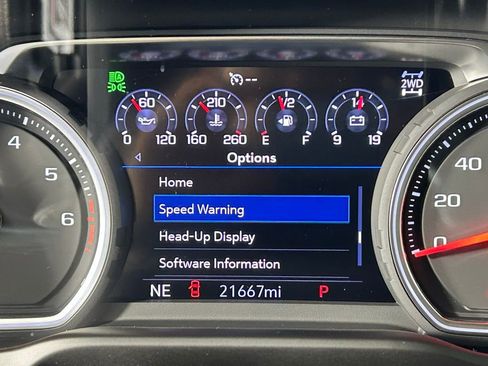 A
--
2WD
60
210
1/2
14
0 120
160 260
E F
9 19
Options
Home
Speed Warning
Head-Up Display
Software Information
NE 21667mi P
4
5
6
40
20
0